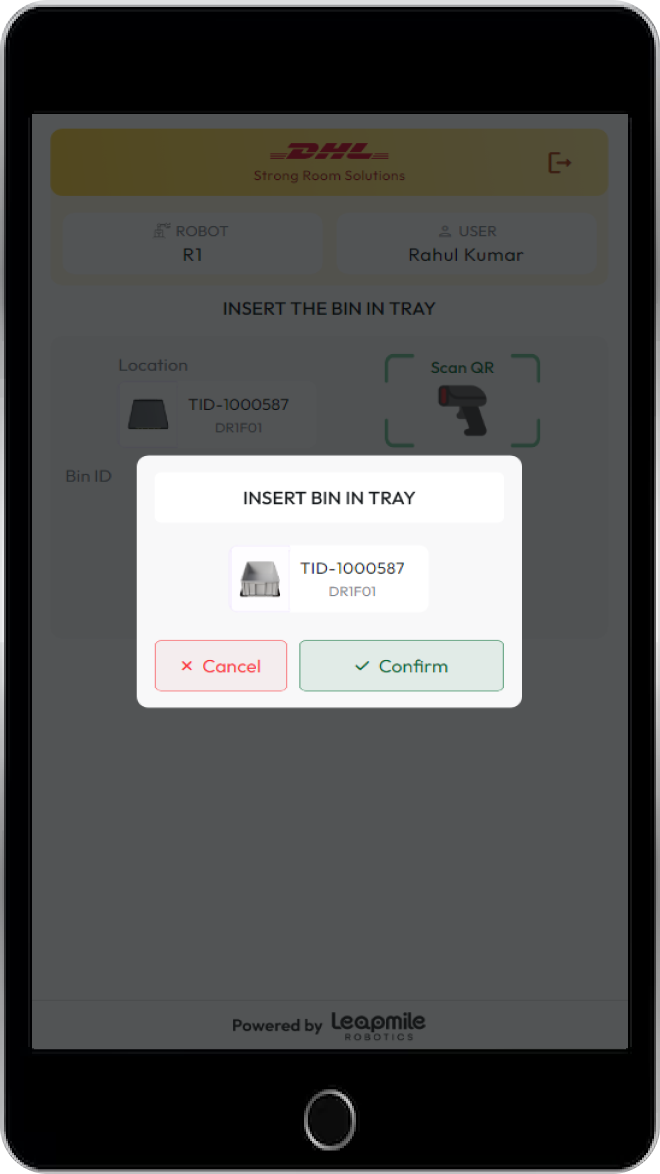 DHL
Strong Room Solutions
ROBOT
R1
USER
Rahul Kumar
INSERT THE BIN IN TRAY
Location
TID-1000587
DR1F01
Scan QR
Bin ID
INSERT BIN IN TRAY
TID-1000587
DR1F01
Cancel
Confirm
Powered by Leapmile
ROBOTICS